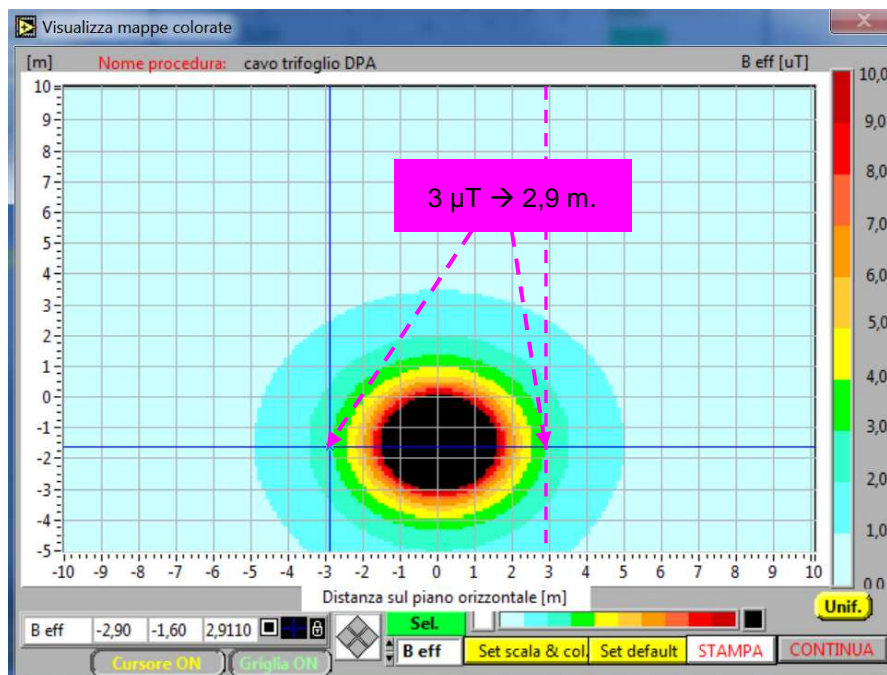 Visualizza mappe colorate
[m] Nome procedura: cavo trifoglio DPA B eff [uT]
10
9
8
7
6
5
4
3
2
1
0
-1
-2
-3
-4
-5
3 µT → 2,9 m.
10,0
9,0
8,0
7,0
6,0
5,0
4,0
3,0
2,0
1,0
0,0
-10 -9 -8 -7 -6 -5 -4 -3 -2 -1 0 1 2 3 4 5 6 7 8 9 10
Distanza sul piano orizzontale [m]
Unif.
B eff -2,90 -1,60 2,9110
Sel.
B eff
Set scala & col. Set default STAMPA CONTINUA
Cursore ON Griglia ON